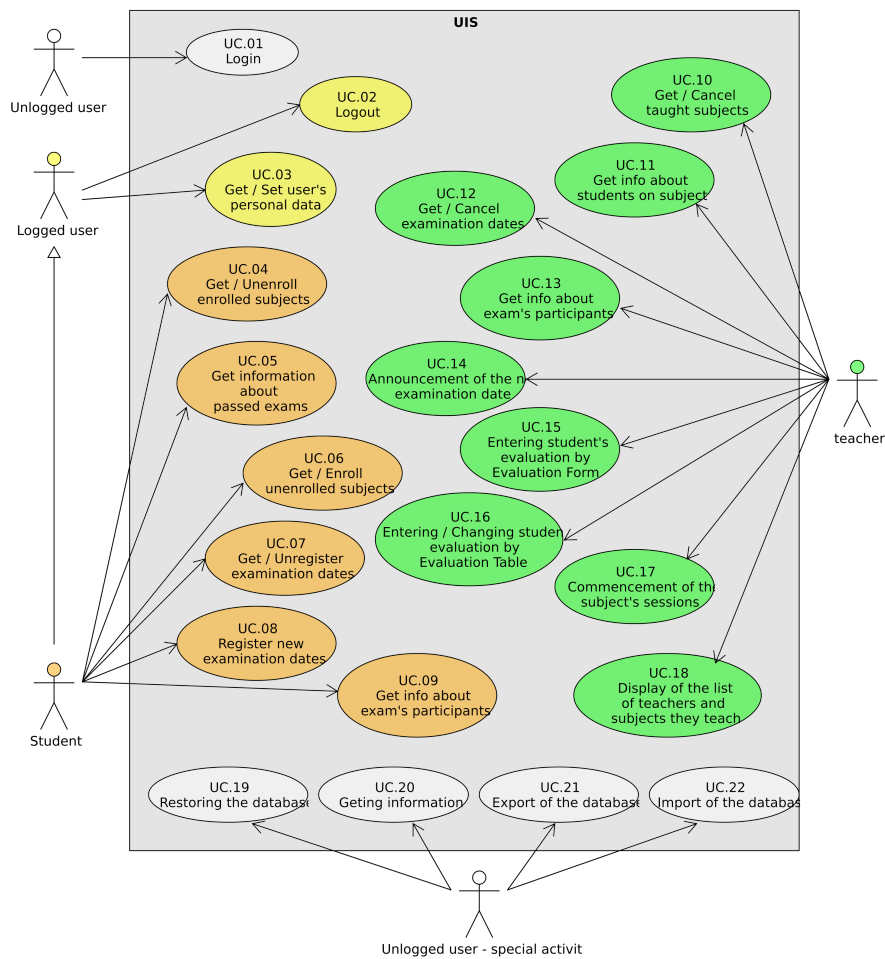 UIS
UC.01
Login
Unlogged user
UC.02
Logout
UC.10
Get / Cancel
taught subjects
UC.03
Get / Set user's
personal data
Logged user
UC.11
Get info about
students on subject
UC.12
Get / Cancel
examination dates
UC.04
Get / Unenroll
enrolled subjects
UC.13
Get info about
exam's participants
UC.05
Get information
about
passed exams
UC.14
Announcement of the n
examination date
teacher
UC.06
Get / Enroll
unenrolled subjects
UC.15
Entering student's
evaluation by
Evaluation Form
UC.07
Get / Unregister
examination dates
UC.16
Entering / Changing studen
evaluation by
Evaluation Table
UC.17
Commencement of the
subject's sessions
UC.08
Register new
examination dates
UC.09
Get info about
exam's participants
UC.18
Display of the list
of teachers and
subjects they teach
Student
UC.19
Restoring the database
UC.20
Geting information
UC.21
Export of the database
UC.22
Import of the databas
Unlogged user - special activit